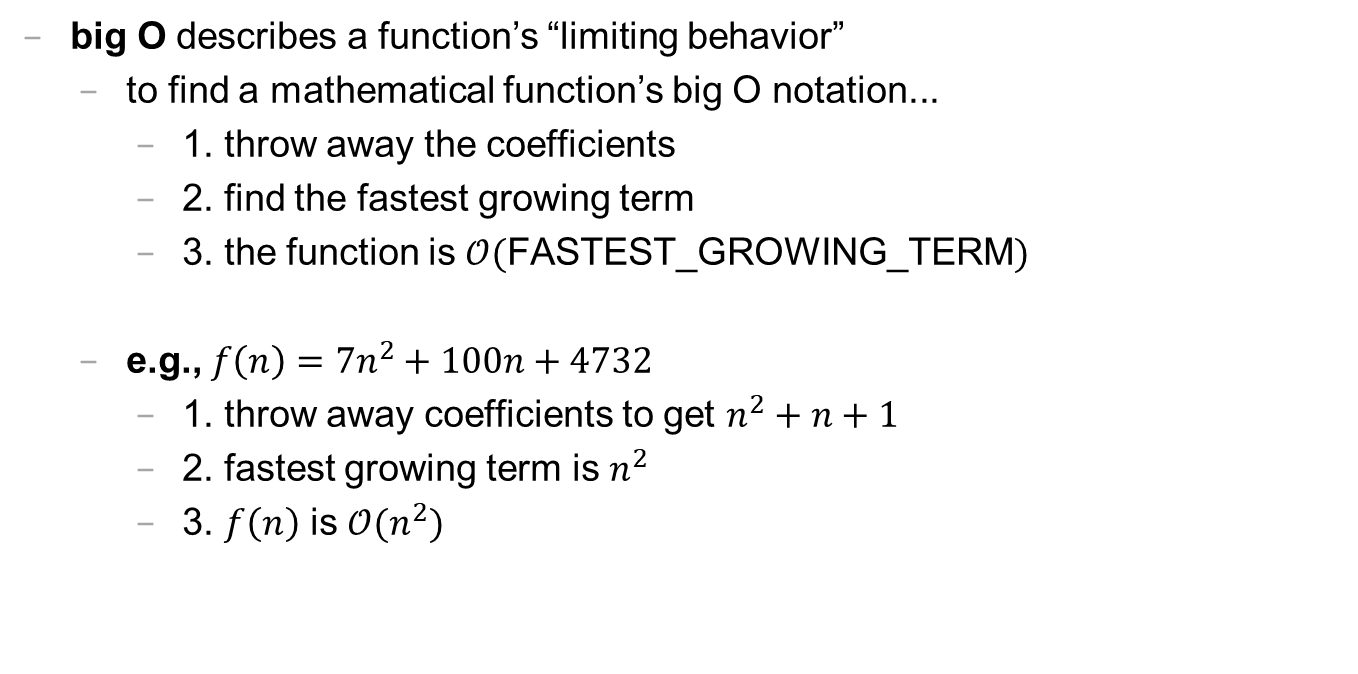 – big O describes a function’s “limiting behavior”
– to find a mathematical function’s big O notation...
– 1. throw away the coefficients
– 2. find the fastest growing term
– 3. the function is 𝒪(FASTEST_GROWING_TERM)
– e.g., f(n) = 7n² + 100n + 4732
– 1. throw away coefficients to get n² + n + 1
– 2. fastest growing term is n²
– 3. f(n) is 𝒪(n²)